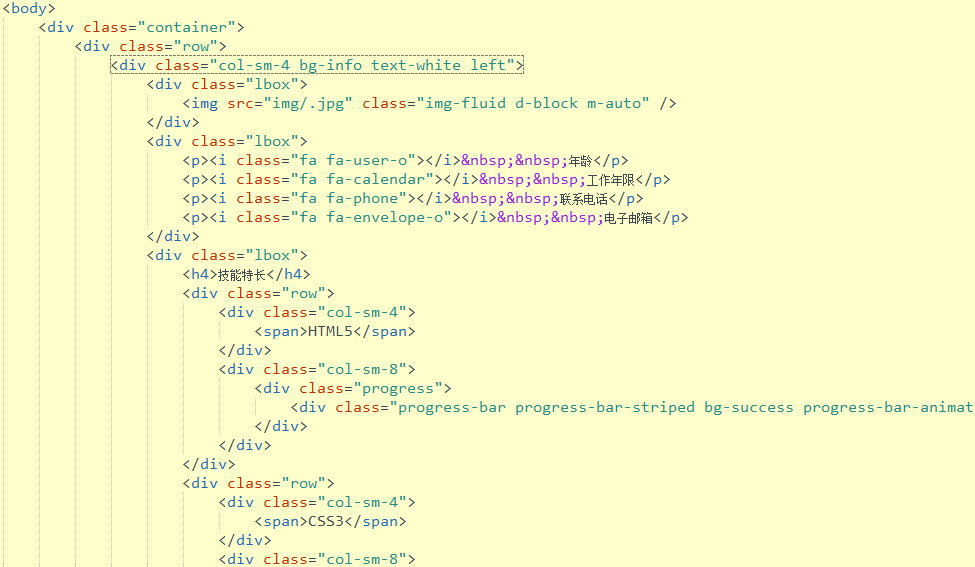 <body>
<div class="container">
<div class="row">
<div class="col-sm-4 bg-info text-white left">
<div class="lbox">
<img src="img/.jpg" class="img-fluid d-block m-auto" />
</div>
<div class="lbox">
<p><i class="fa fa-user-o"></i>&nbsp;&nbsp;年龄</p>
<p><i class="fa fa-calendar"></i>&nbsp;&nbsp;工作年限</p>
<p><i class="fa fa-phone"></i>&nbsp;&nbsp;联系电话</p>
<p><i class="fa fa-envelope-o"></i>&nbsp;&nbsp;电子邮箱</p>
</div>
<div class="lbox">
<h4>技能特长</h4>
<div class="row">
<div class="col-sm-4">
<span>HTML5</span>
</div>
<div class="col-sm-8">
<div class="progress">
<div class="progress-bar progress-bar-striped bg-success progress-bar-animat
</div>
</div>
</div>
<div class="row">
<div class="col-sm-4">
<span>CSS3</span>
</div>
<div class="col-sm-8">